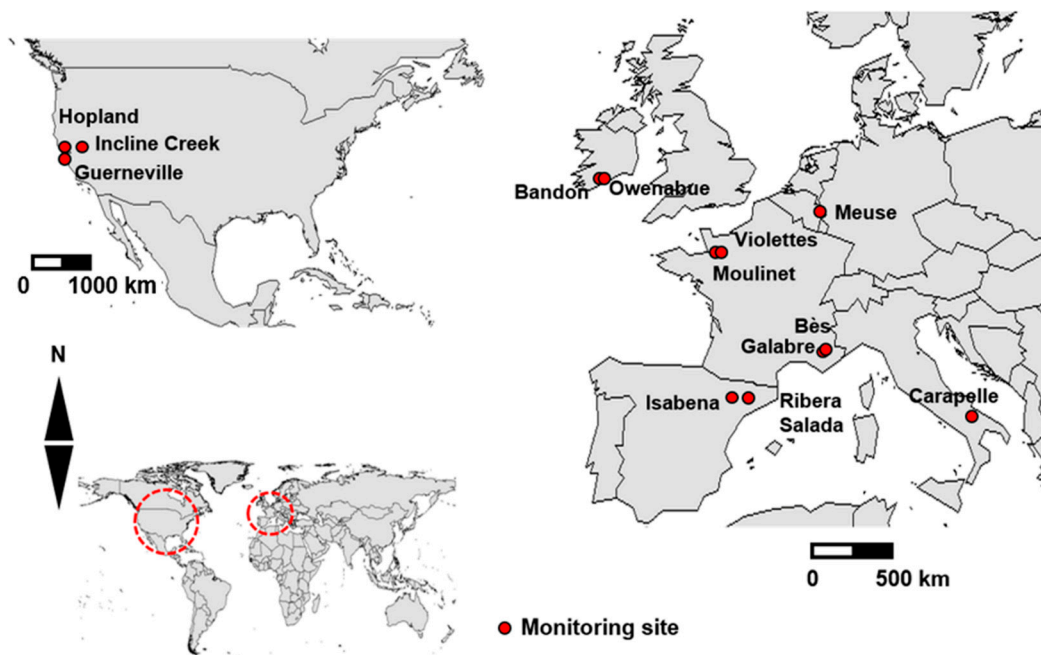 Hopland
Incline Creek
Guerneville
0 1000 km
N
Bandon
Owenabue
Meuse
Violettes
Moulinet
Bès
Galabre
Isabena
Ribera
Salada
Carapelle
0 500 km
Monitoring site